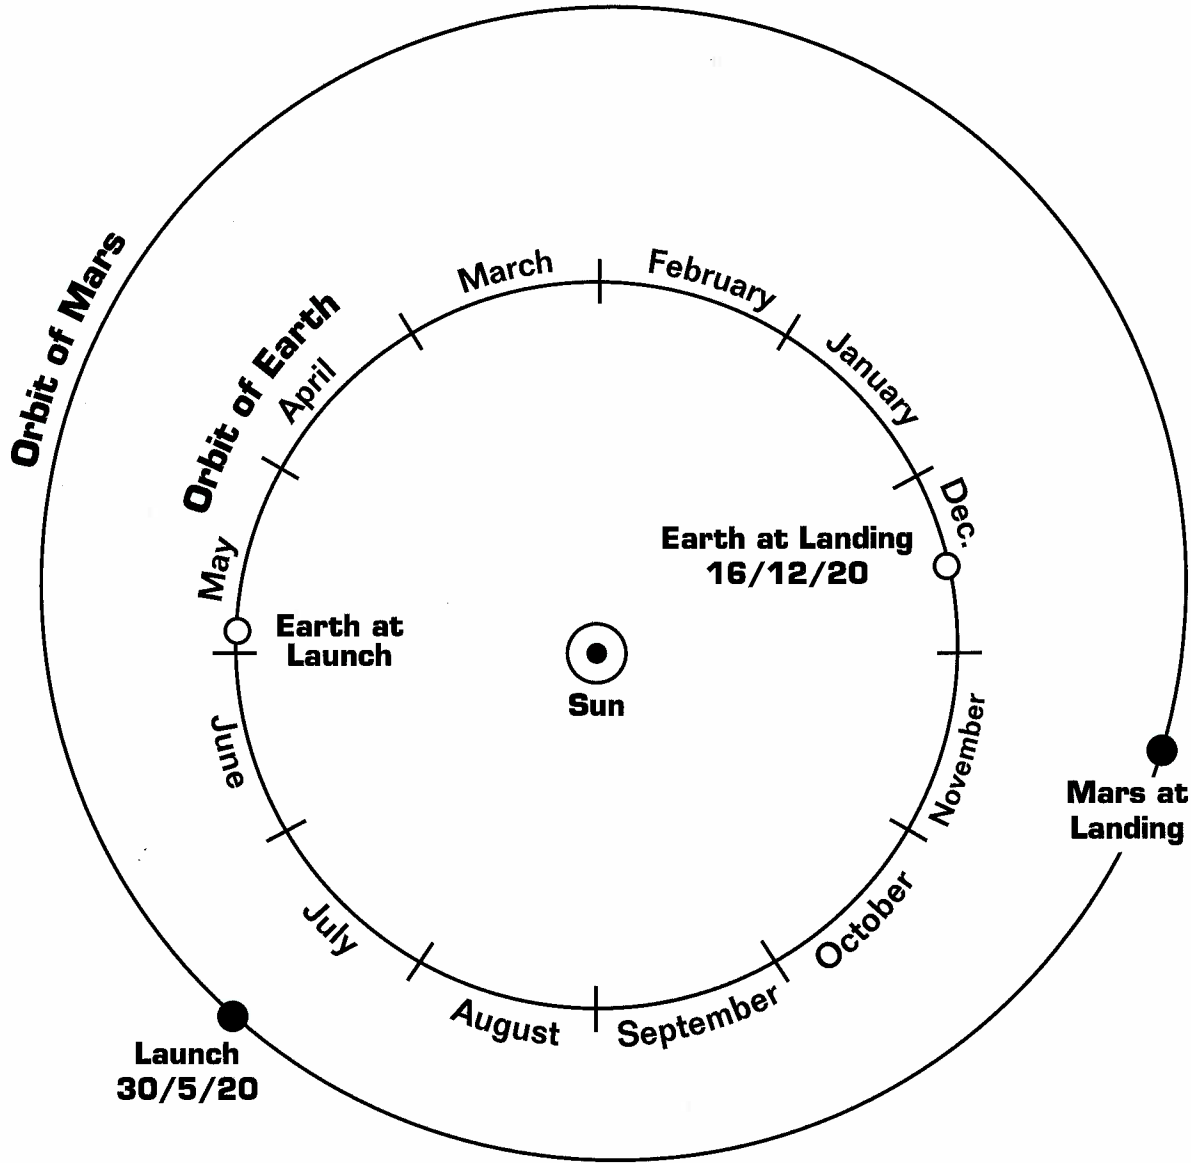 Orbit of Mars
Orbit of Earth
March
February
April
January
May
Dec.
Earth at Landing
16/12/20
Earth at
Launch
Sun
June
November
Mars at
Landing
July
October
August
September
Launch
30/5/20